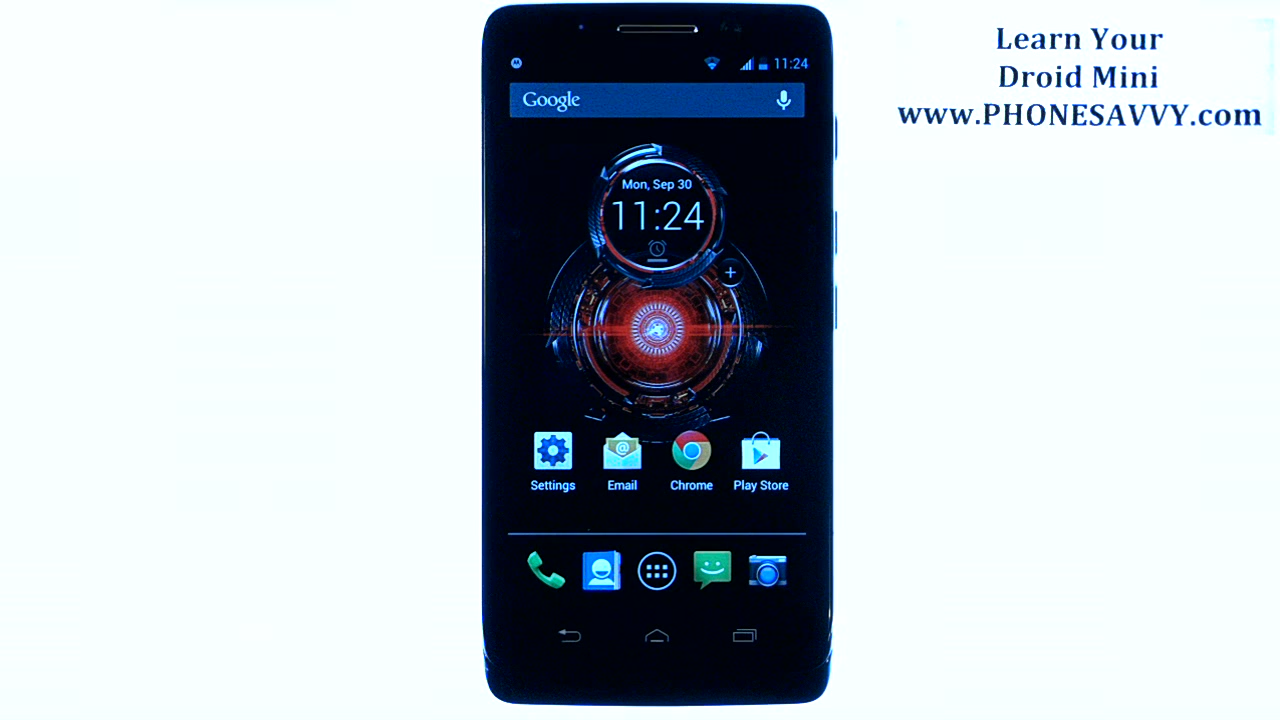 Learn Your
Droid Mini
www.PHONESAVVY.com
11:24
Google
Mon, Sep 30
11:24
Settings Email Chrome Play Store